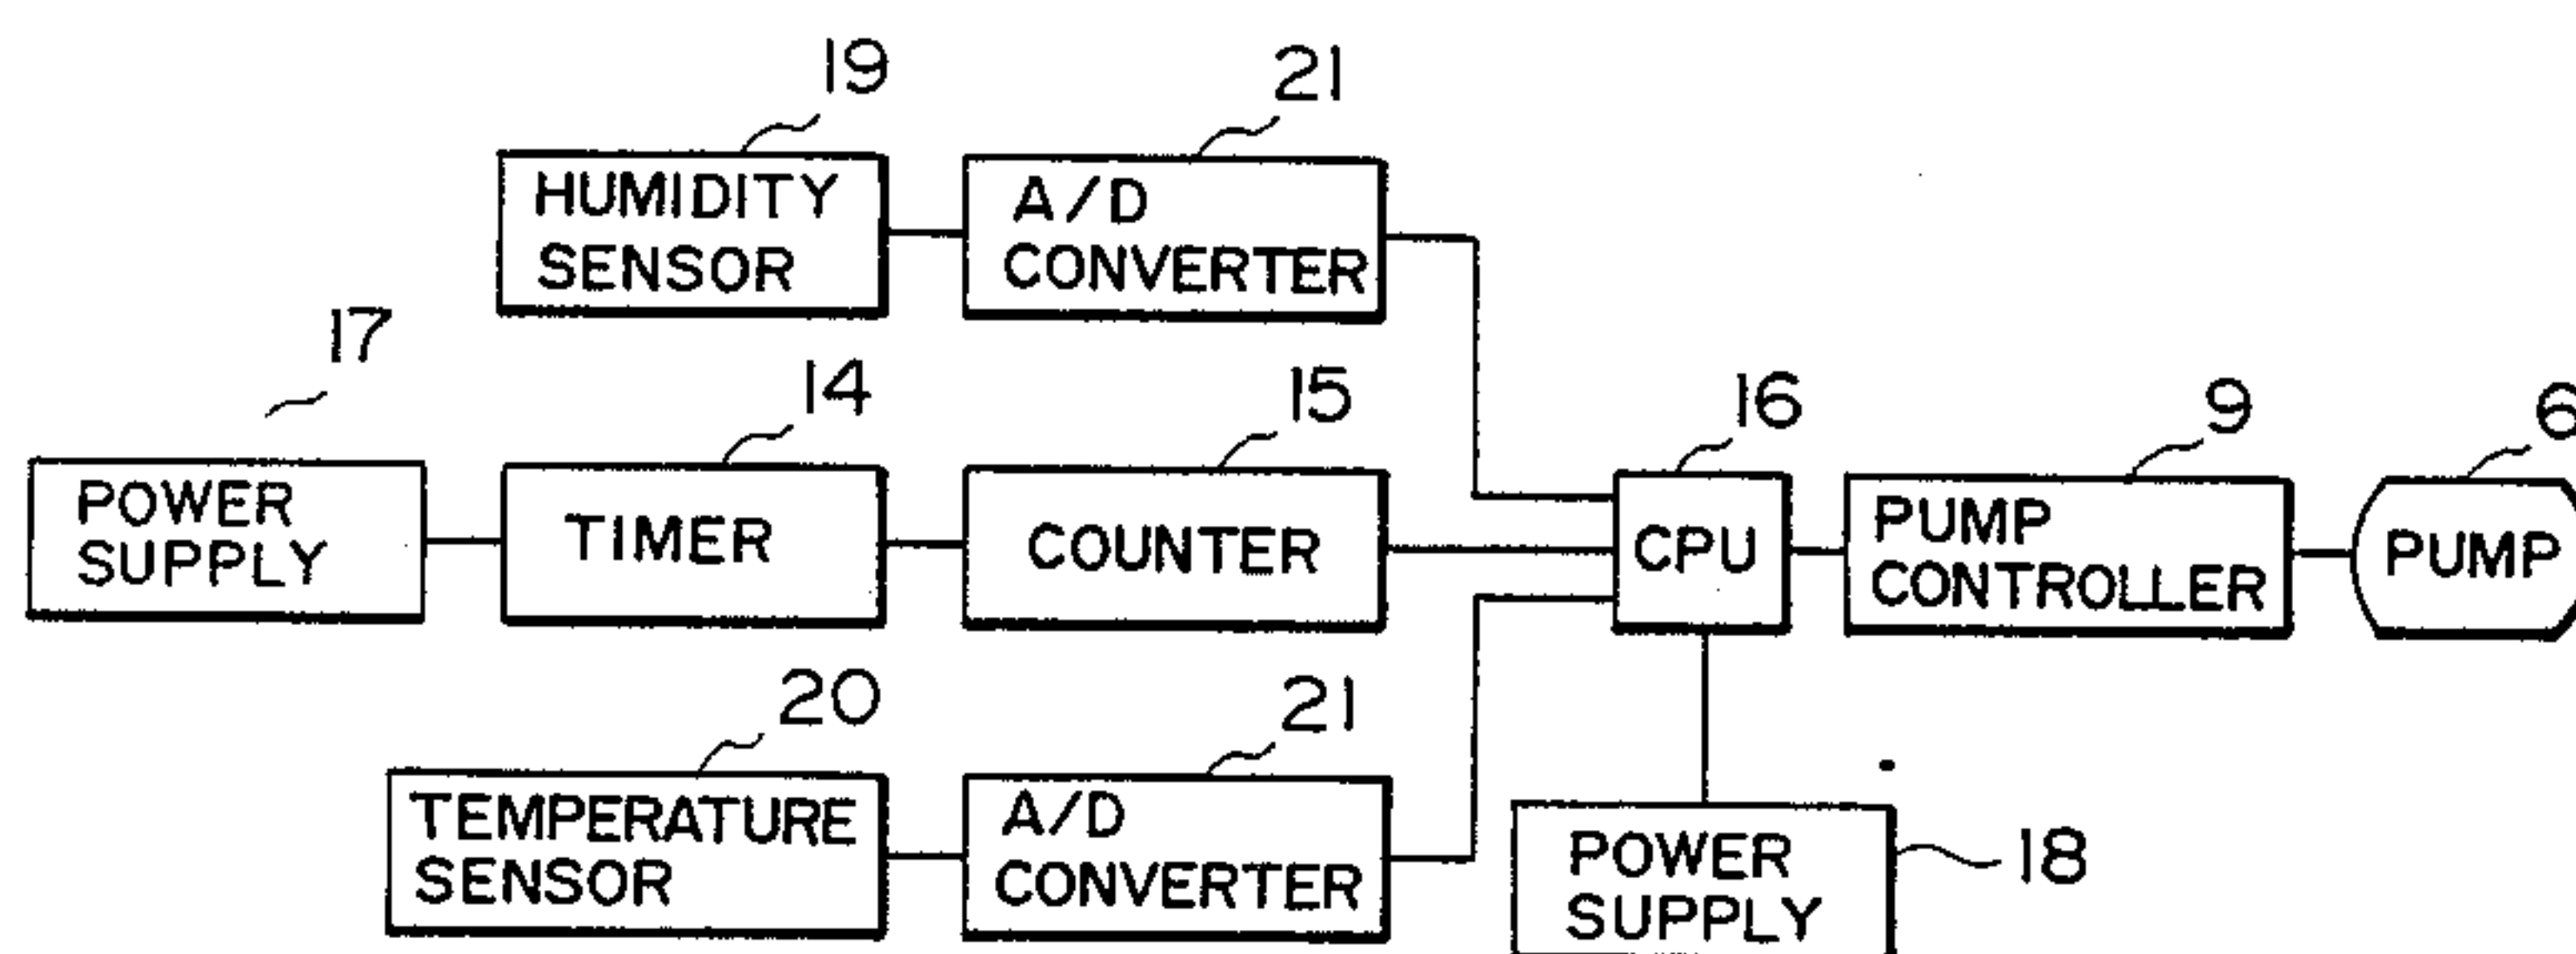 19
21
HUMIDITY
SENSOR
A/D
CONVERTER
17
14
15
16
9
6
POWER
SUPPLY
TIMER
COUNTER
CPU
PUMP
CONTROLLER
PUMP
20
21
TEMPERATURE
SENSOR
A/D
CONVERTER
POWER
SUPPLY
18